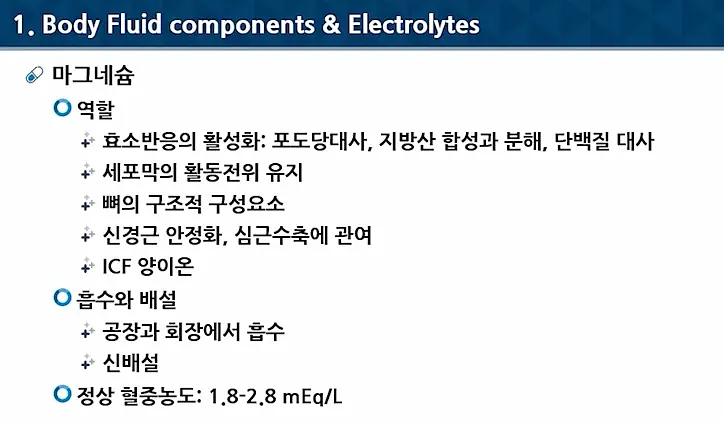 1. Body Fluid components & Electrolytes
마그네슘
역할
효소반응의 활성화: 포도당대사, 지방산 합성과 분해, 단백질 대사
세포막의 활동전위 유지
뼈의 구조적 구성요소
신경근 안정화, 심근수축에 관여
ICF 양이온
흡수와 배설
공장과 회장에서 흡수
신배설
정상 혈중농도: 1.8-2.8 mEq/L